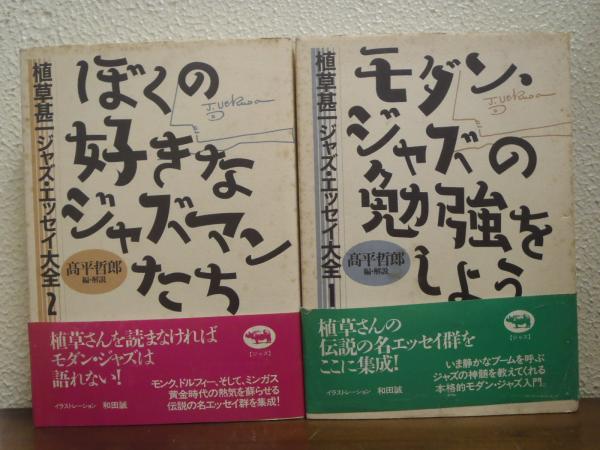 植草甚一ジャズ・エッセイ大全2
ぼくの
好きな
ジャズマン
たち
J. Uekusa
高平哲郎
編・解説
植草さんを読まなければ
モダン・ジャズは
語れない!
モンク、ドルフィー、そして、ミンガス
黄金時代の熱気を蘇らせる
伝説の名エッセイ群を集成!
イラストレーション 和田誠
【ジャズ】
植草甚一ジャズ・エッセイ大全1
モダン・
ジャズの
勉強を
しよう
J. Uekusa
高平哲郎
編・解説
植草さんの
伝説の名エッセイ群を
ここに集成!
いま静かなブームを呼ぶ
ジャズの神髄を教えてくれる
本格的モダン・ジャズ入門。
イラストレーション 和田誠
【ジャズ】